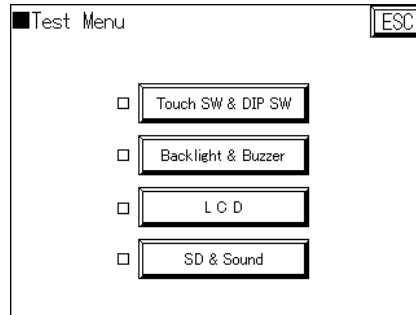 ■Test Menu ESC
□ Touch SW & DIP SW
□ Backlight & Buzzer
□ L C D
□ SD & Sound